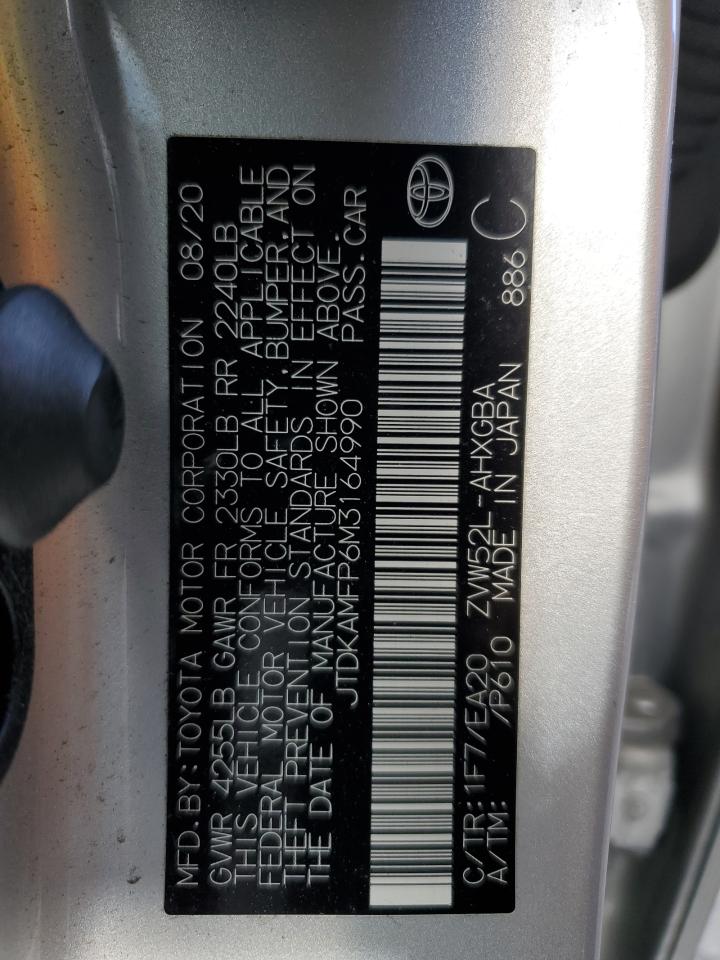 MFD BY:TOYOTA MOTOR CORPORATION 08/20
GVWR 4255LB GAWR FR 2330LB RR 2240LB
THIS VEHICLE CONFORMS TO ALL APPLICABLE
FEDERAL MOTOR VEHICLE SAFETY,BUMPER,AND
THEFT PREVENTION STANDARDS IN EFFECT ON
THE DATE OF MANUFACTURE SHOWN ABOVE.
JTDKAMFP6M3164990 PASS.CAR
C/TR:1F7/EA20 ZVW52L-AHXGBA 886 C
A/TM: /P610 MADE IN JAPAN